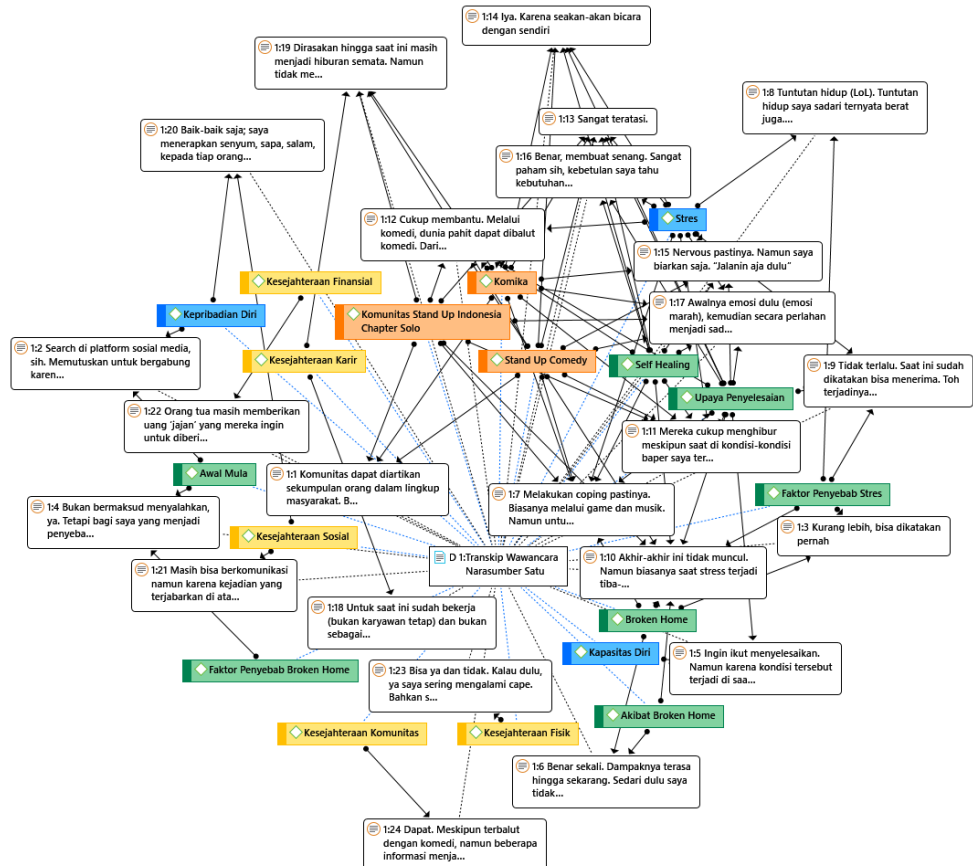 1:14 Iya. Karena seakan-akan bicara
dengan sendiri
1:19 Dirasakan hingga saat ini masih
menjadi hiburan semata. Namun
tidak me...
1:8 Tuntutan hidup (LoL). Tuntutan
hidup saya sadari ternyata berat
juga....
1:13 Sangat teratasi.
1:20 Baik-baik saja; saya
menerapkan senyum, sapa, salam,
kepada tiap orang...
1:16 Benar, membuat senang. Sangat
paham sih, kebetulan saya tahu
kebutuhan...
Stres
1:12 Cukup membantu. Melalui
komedi, dunia pahit dapat dibalut
komedi. Dari...
1:15 Nervous pastinya. Namun saya
biarkan saja. "Jalanin aja dulu"
Kesejahteraan Finansial
Komika
1:17 Awalnya emosi dulu (emosi
marah), kemudian secara perlahan
menjadi sad...
Kepribadian Diri
Komunitas Stand Up Indonesia
Chapter Solo
1:2 Search di platform sosial media,
sih. Memutuskan untuk bergabung
karen...
Kesejahteraan Karir
Stand Up Comedy
Self Healing
1:9 Tidak terlalu. Saat ini sudah
dikatakan bisa menerima. Toh
terjadinya...
Upaya Penyelesaian
1:22 Orang tua masih memberikan
uang 'jajan' yang mereka ingin
untuk diberi...
1:11 Mereka cukup menghibur
meskipun saat di kondisi-kondisi
baper saya ter...
Awal Mula
1:1 Komunitas dapat diartikan
sekumpulan orang dalam lingkup
masyarakat. B...
1:7 Melakukan coping pastinya.
Biasanya melalui game dan musik.
Namun untu...
Faktor Penyebab Stres
1:4 Bukan bermaksud menyalahkan,
ya. Tetapi bagi saya yang menjadi
penyeba...
1:3 Kurang lebih, bisa dikatakan
pernah
Kesejahteraan Sosial
D 1:Transkip Wawancara
Narasumber Satu
1:10 Akhir-akhir ini tidak muncul.
Namun biasanya saat stress terjadi
tiba-...
1:21 Masih bisa berkomunikasi
namun karena kejadian yang
terjabarkan di ata...
1:18 Untuk saat ini sudah bekerja
(bukan karyawan tetap) dan bukan
sebagai...
Broken Home
Kapasitas Diri
1:5 Ingin ikut menyelesaikan.
Namun karena kondisi tersebut
terjadi di saa...
Faktor Penyebab Broken Home
1:23 Bisa ya dan tidak. Kalau dulu,
ya saya sering mengalami cape.
Bahkan s...
Akibat Broken Home
Kesejahteraan Komunitas
Kesejahteraan Fisik
1:6 Benar sekali. Dampaknya terasa
hingga sekarang. Sedari dulu saya
tidak...
1:24 Dapat. Meskipun terbalut
dengan komedi, namun beberapa
informasi menja...